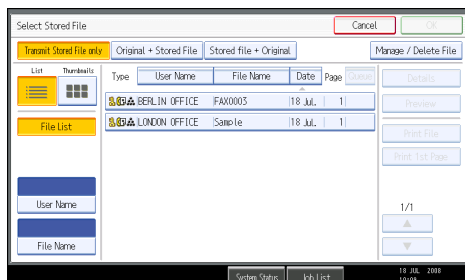 Select Stored File
Cancel OK
Transmit Stored File only Original + Stored File Stored file + Original Manage / Delete File
List Thumbnails
Type User Name File Name Date Page Queue
BERLIN OFFICE FAX0003 18 Jul. 1
LONDON OFFICE Sample 18 Jul. 1
File List
User Name
File Name
Details
Preview
Print File
Print 1st Page
1/1
System Status Job List
18 JUL 2008